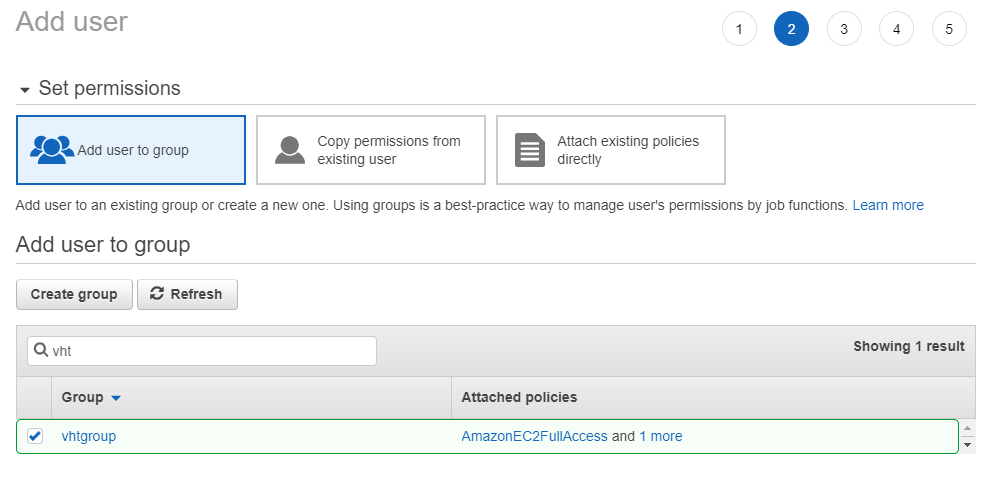 Add user
1 2 3 4 5
Set permissions
Add user to group
Copy permissions from
existing user
Attach existing policies
directly
Add user to an existing group or create a new one. Using groups is a best-practice way to manage user's permissions by job functions. Learn more
Add user to group
Create group Refresh
vht Showing 1 result
Group Attached policies
vhtgroup AmazonEC2FullAccess and 1 more